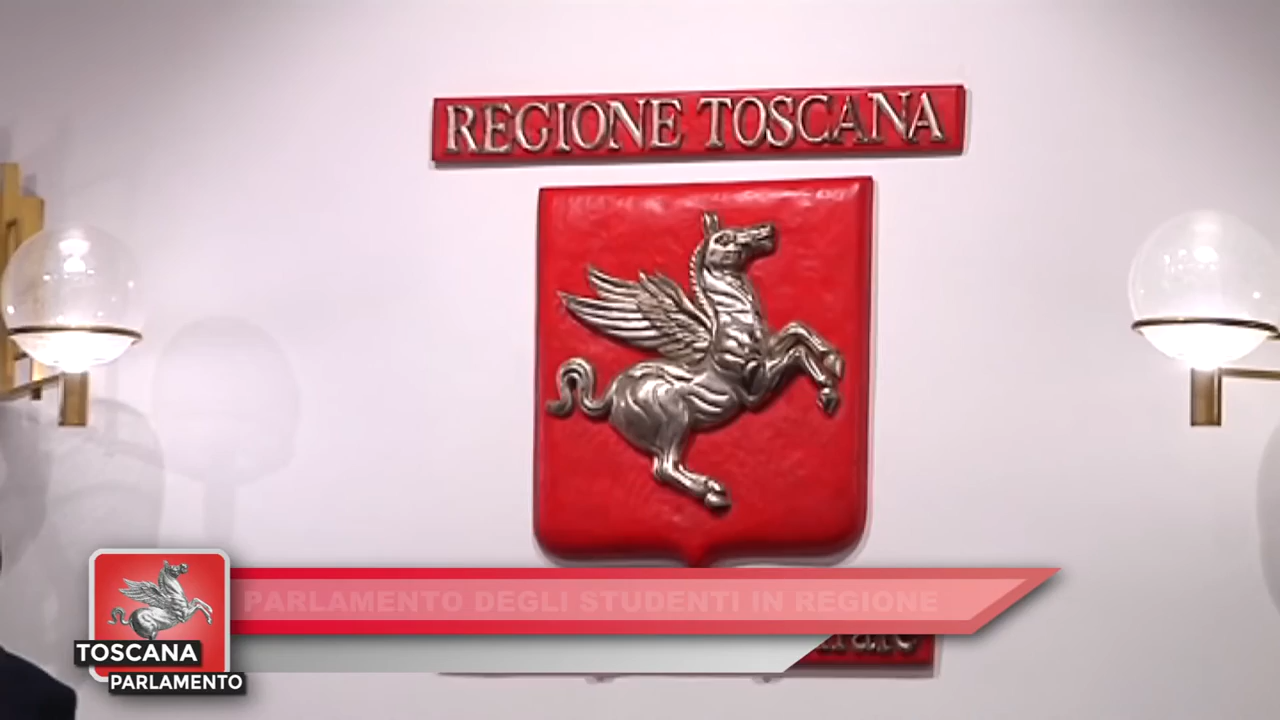 REGIONE TOSCANA
PARLAMENTO DEGLI STUDENTI IN REGIONE
TOSCANA
PARLAMENTO